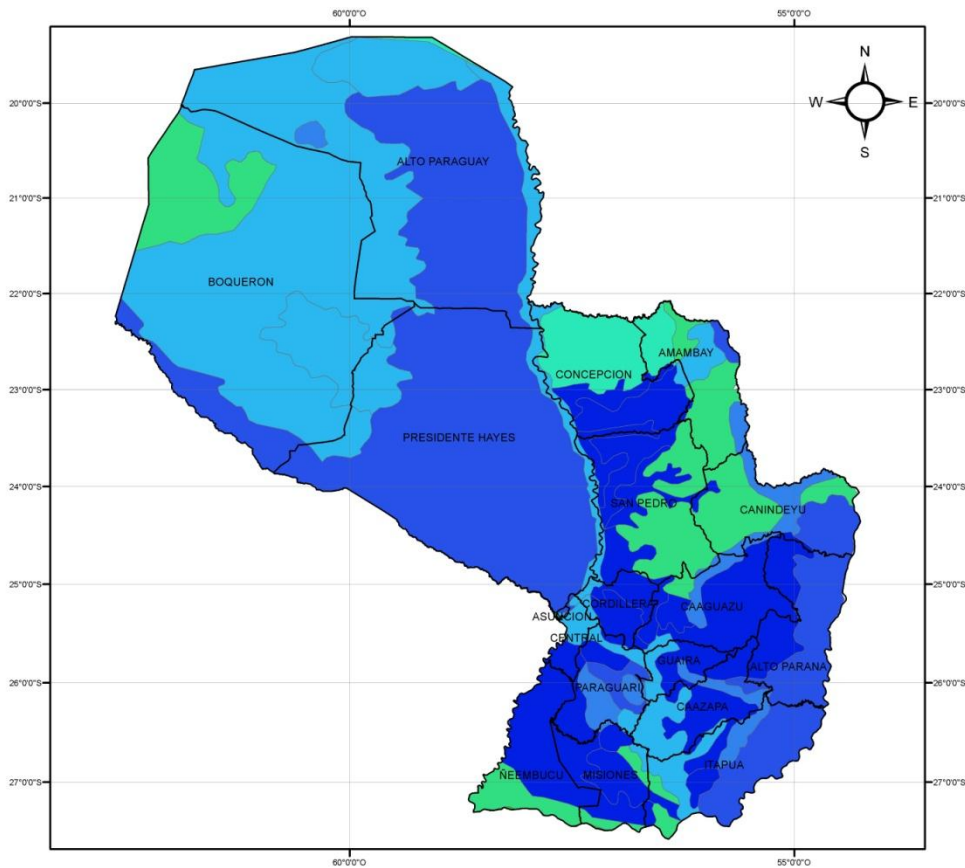 60°0'0"O
55°0'0"O
N
W
E
S
20°0'0"S
20°0'0"S
ALTO PARAGUAY
21°0'0"S
21°0'0"S
BOQUERON
22°0'0"S
22°0'0"S
AMAMBAY
CONCEPCION
23°0'0"S
23°0'0"S
PRESIDENTE HAYES
24°0'0"S
24°0'0"S
SAN PEDRO
CANINDEYU
25°0'0"S
25°0'0"S
CORDILLERA
CAAGUAZU
ASUNCION
CENTRAL
GUAIRA
ALTO PARANA
26°0'0"S
26°0'0"S
PARAGUARI
CAAZAPA
ITAPUA
ÑEEMBUCU
MISIONES
27°0'0"S
27°0'0"S
60°0'0"O
55°0'0"O